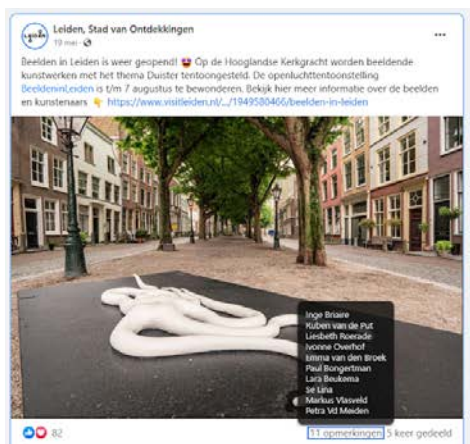 Leiden, Stad van Ontdekkingen
19 mei ·
Beelden in Leiden is weer geopend! 😍 Op de Hooglandse Kerkgracht worden beeldende
kunstwerken met het thema Duister tentoongesteld. De openluchttentoonstelling
BeeldeninLeiden is t/m 7 augustus te bewonderen. Bekijk hier meer informatie over de beelden
en kunstenaars 👇 https://www.visitleiden.nl/.../1949580466/beelden-in-leiden
Inge Briaire
Kuben van de Put
Liesbeth Roerade
Ivonne Overhof
Emma van den Broek
Paul Bongertman
Lara Beukema
Se Lina
Markus Vlasveld
Petra Vd Meiden
82
11 opmerkingen 5 keer gedeeld